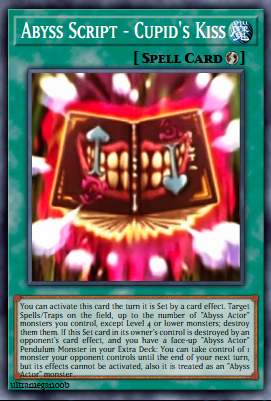 Abyss Script - Cupid's Kiss
[ Spell Card ]
You can activate this card the turn it is Set by a card effect. Target
Spells/Traps on the field, up to the number of "Abyss Actor"
monsters you control, except Level 4 or lower monsters; destroy
them them. If this Set card in its owner's control is destroyed by an
opponent's card effect, and you have a face-up "Abyss Actor"
Pendulum Monster in your Extra Deck: You can take control of 1
monster your opponent controls until the end of your next turn,
but its effects cannot be activated, also it is treated as an "Abyss
Actor" monster.
ultrameganoob